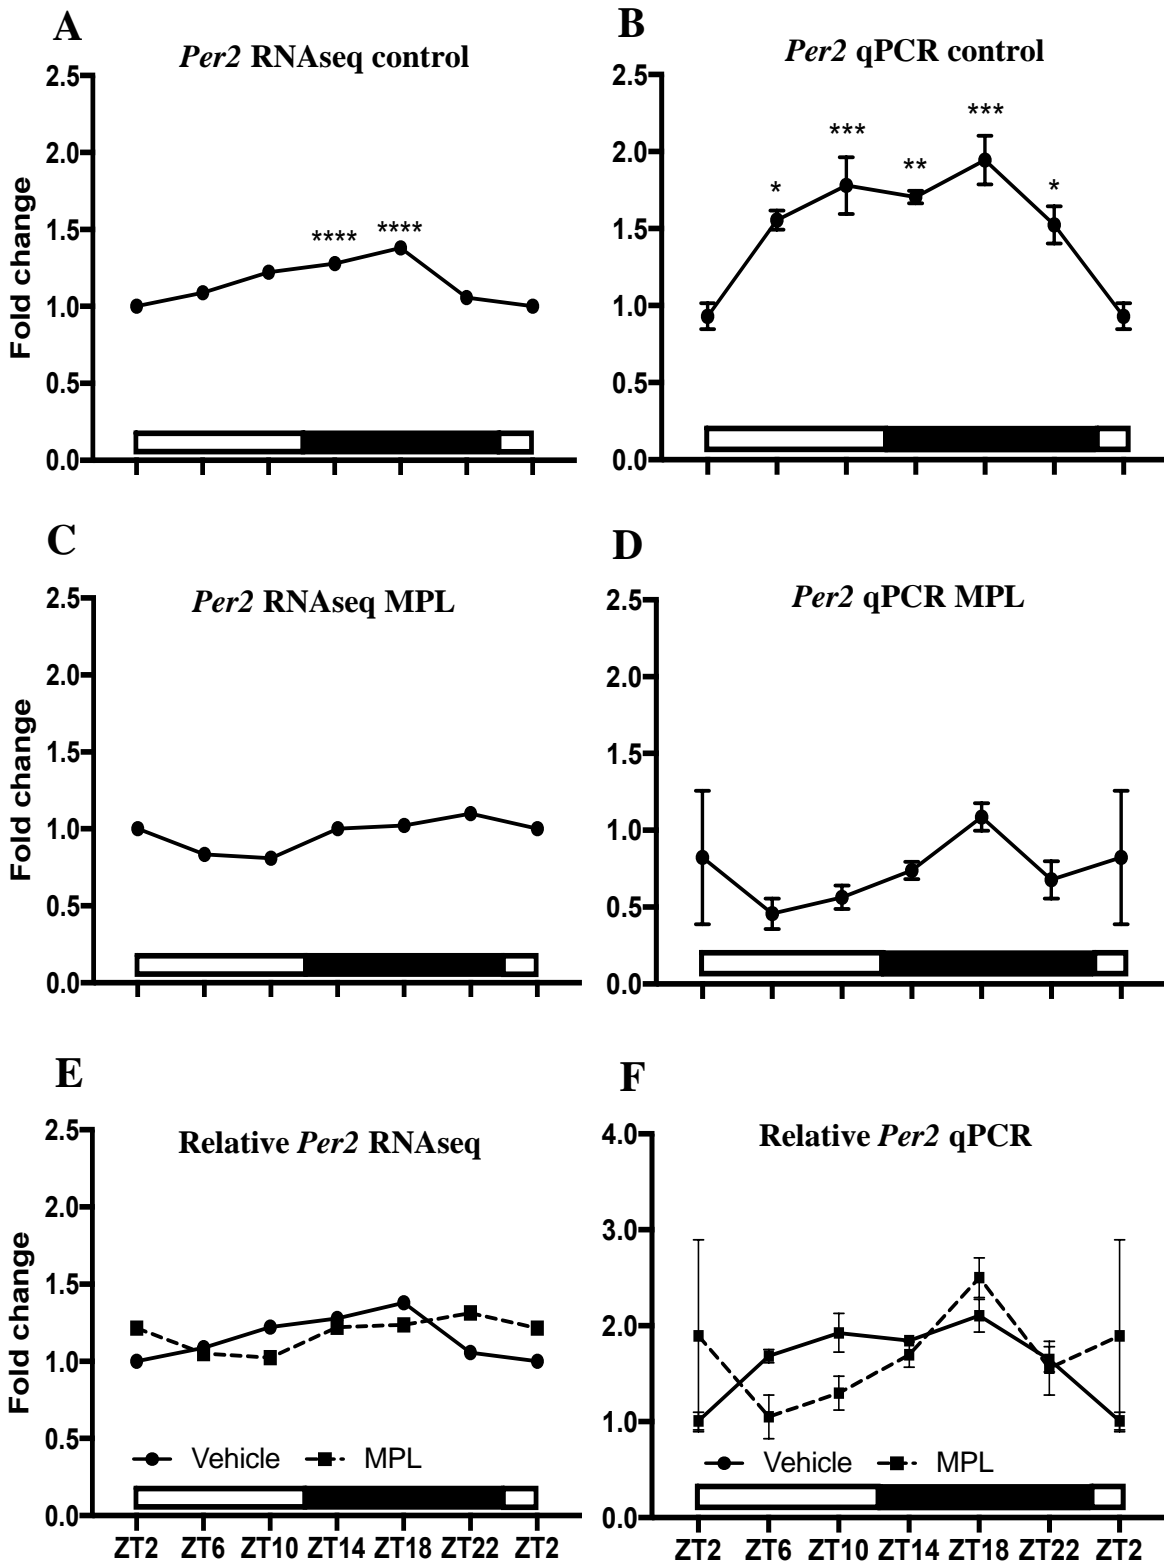 A
Per2 RNAseq control
2.5
2.0
1.5
1.0
0.5
0.0
Fold change
****
****
B
Per2 qPCR control
2.5
2.0
1.5
1.0
0.5
0.0
*
***
**
***
*
C
Per2 RNAseq MPL
2.5
2.0
1.5
1.0
0.5
0.0
Fold change
D
Per2 qPCR MPL
2.5
2.0
1.5
1.0
0.5
0.0
E
Relative Per2 RNAseq
2.5
2.0
1.5
1.0
0.5
0.0
Fold change
Vehicle MPL
ZT2 ZT6 ZT10 ZT14 ZT18 ZT22 ZT2
F
Relative Per2 qPCR
4.0
3.0
2.0
1.0
0.0
Vehicle MPL
ZT2 ZT6 ZT10 ZT14 ZT18 ZT22 ZT2